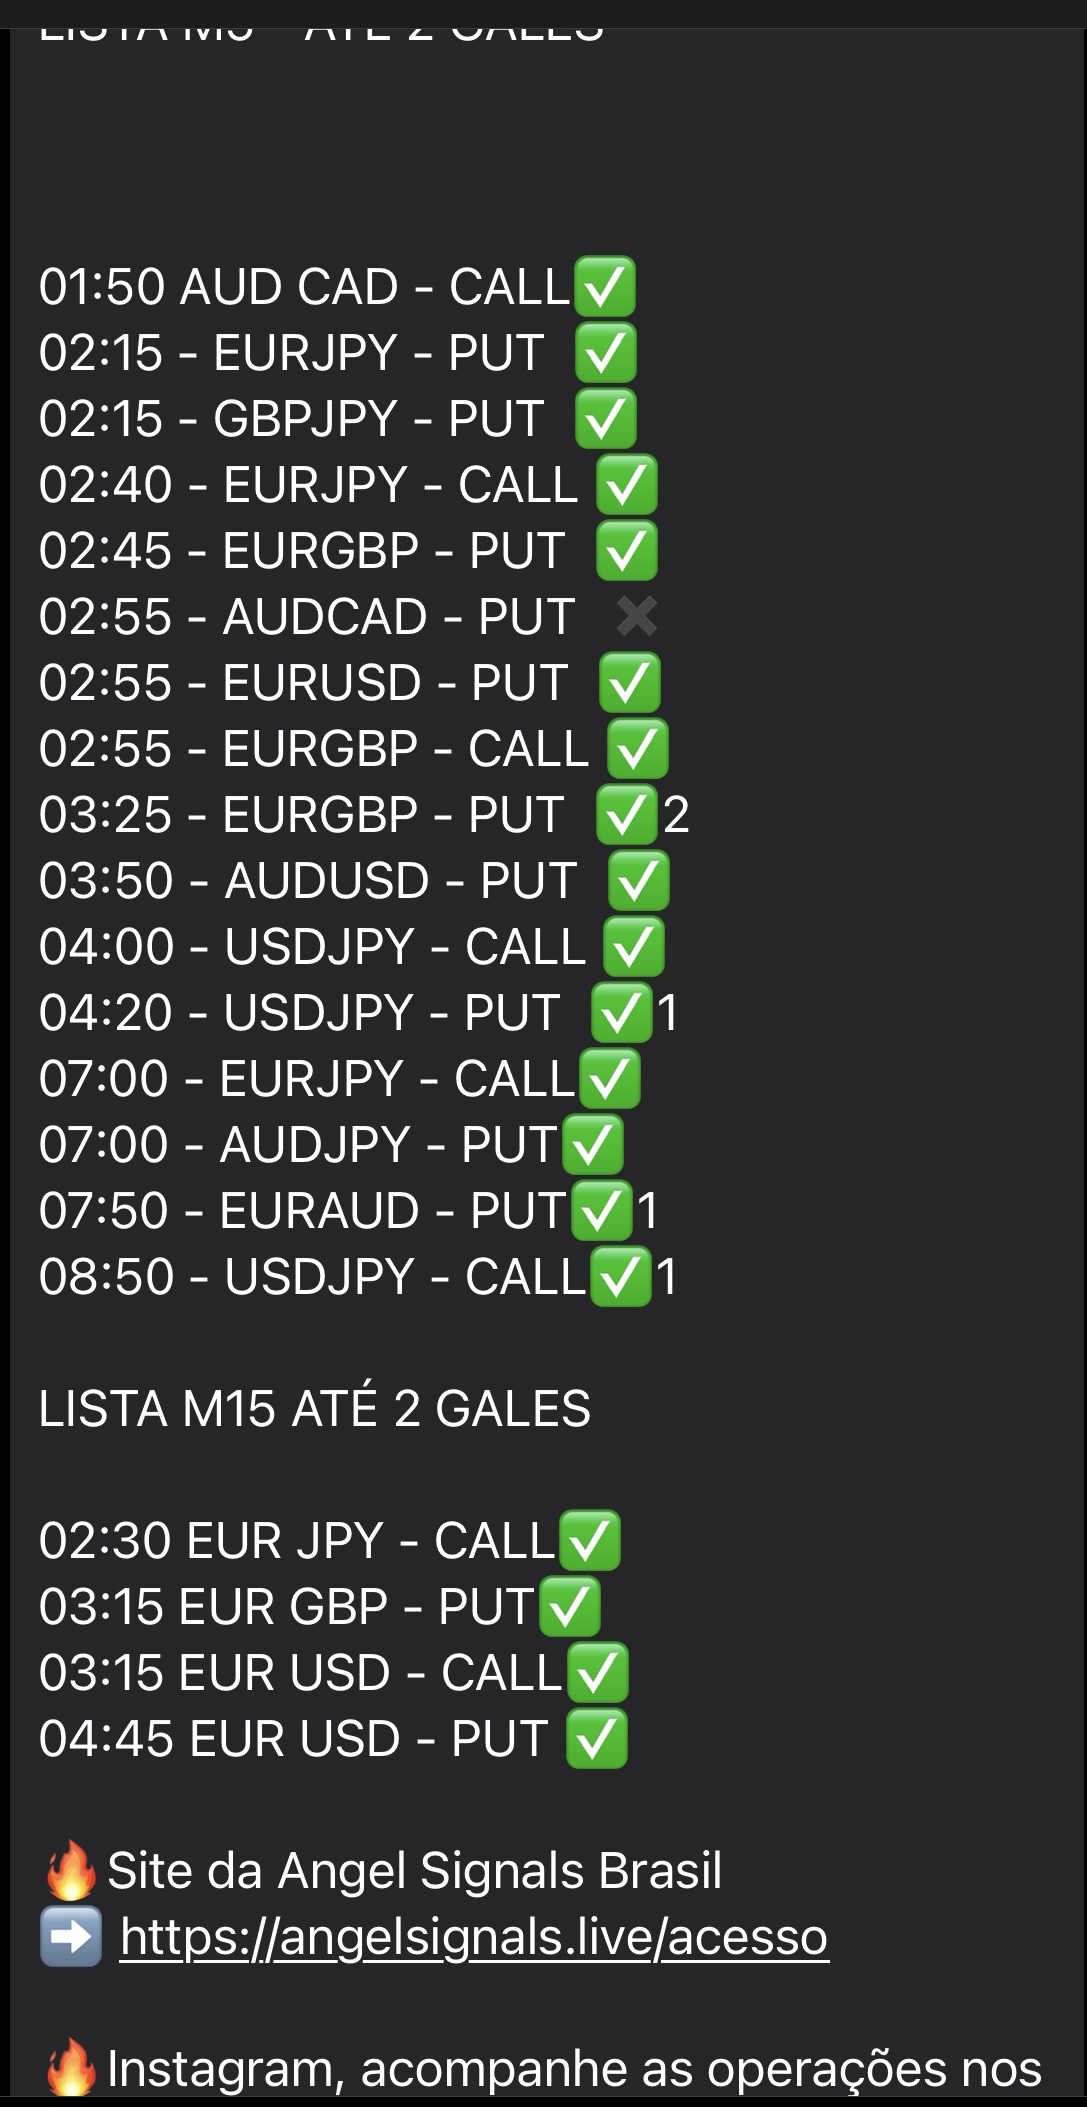 LISTA M5 - ATÉ 2 GALES
01:50 AUD CAD - CALL✅
02:15 - EURJPY - PUT ✅
02:15 - GBPJPY - PUT ✅
02:40 - EURJPY - CALL ✅
02:45 - EURGBP - PUT ✅
02:55 - AUDCAD - PUT ✖
02:55 - EURUSD - PUT ✅
02:55 - EURGBP - CALL ✅
03:25 - EURGBP - PUT ✅2
03:50 - AUDUSD - PUT ✅
04:00 - USDJPY - CALL ✅
04:20 - USDJPY - PUT ✅1
07:00 - EURJPY - CALL✅
07:00 - AUDJPY - PUT✅
07:50 - EURAUD - PUT✅1
08:50 - USDJPY - CALL✅1
LISTA M15 ATÉ 2 GALES
02:30 EUR JPY - CALL✅
03:15 EUR GBP - PUT✅
03:15 EUR USD - CALL✅
04:45 EUR USD - PUT ✅
🔥Site da Angel Signals Brasil
➡️ https://angelsignals.live/acesso
🔥Instagram, acompanhe as operações nos